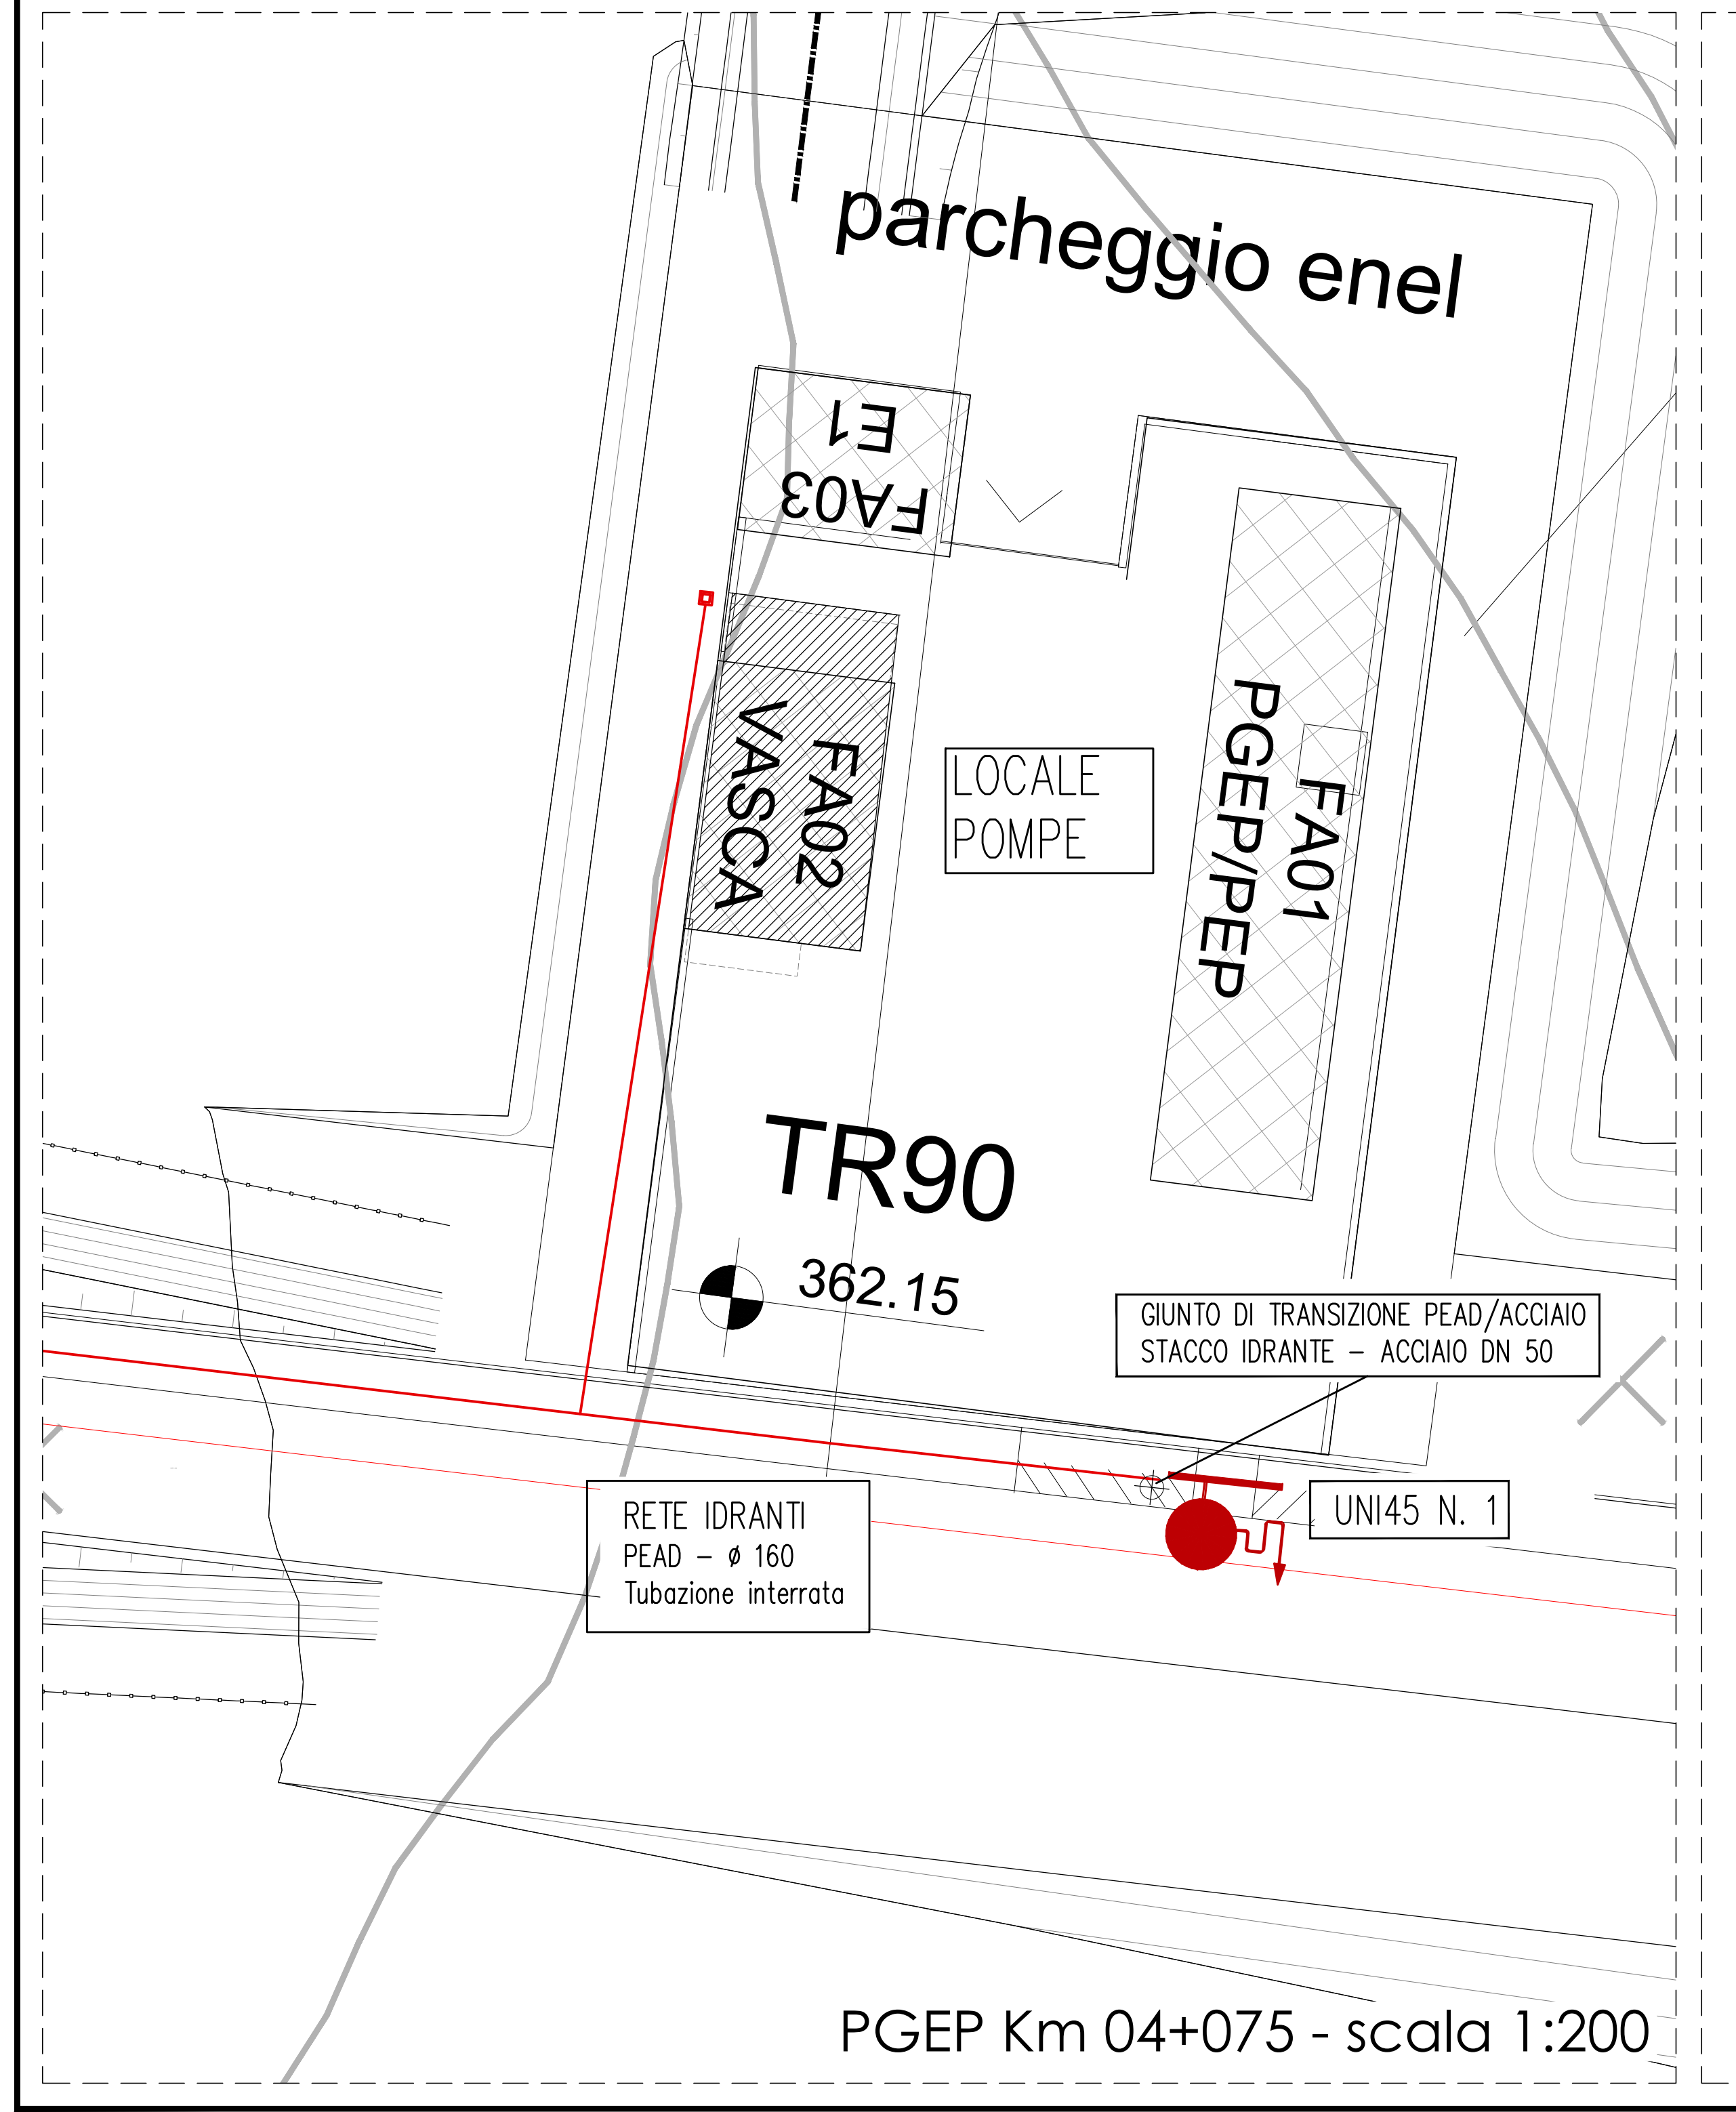 parcheggio enel
E1
FA03
FA02
VASCA
LOCALE
POMPE
FA01
PGEP/PEP
TR90
362.15
GIUNTO DI TRANSIZIONE PEAD/ACCIAIO
STACCO IDRANTE – ACCIAIO DN 50
RETE IDRANTI
PEAD – ø 160
Tubazione interrata
UNI45 N. 1
PGEP Km 04+075 - scala 1:200